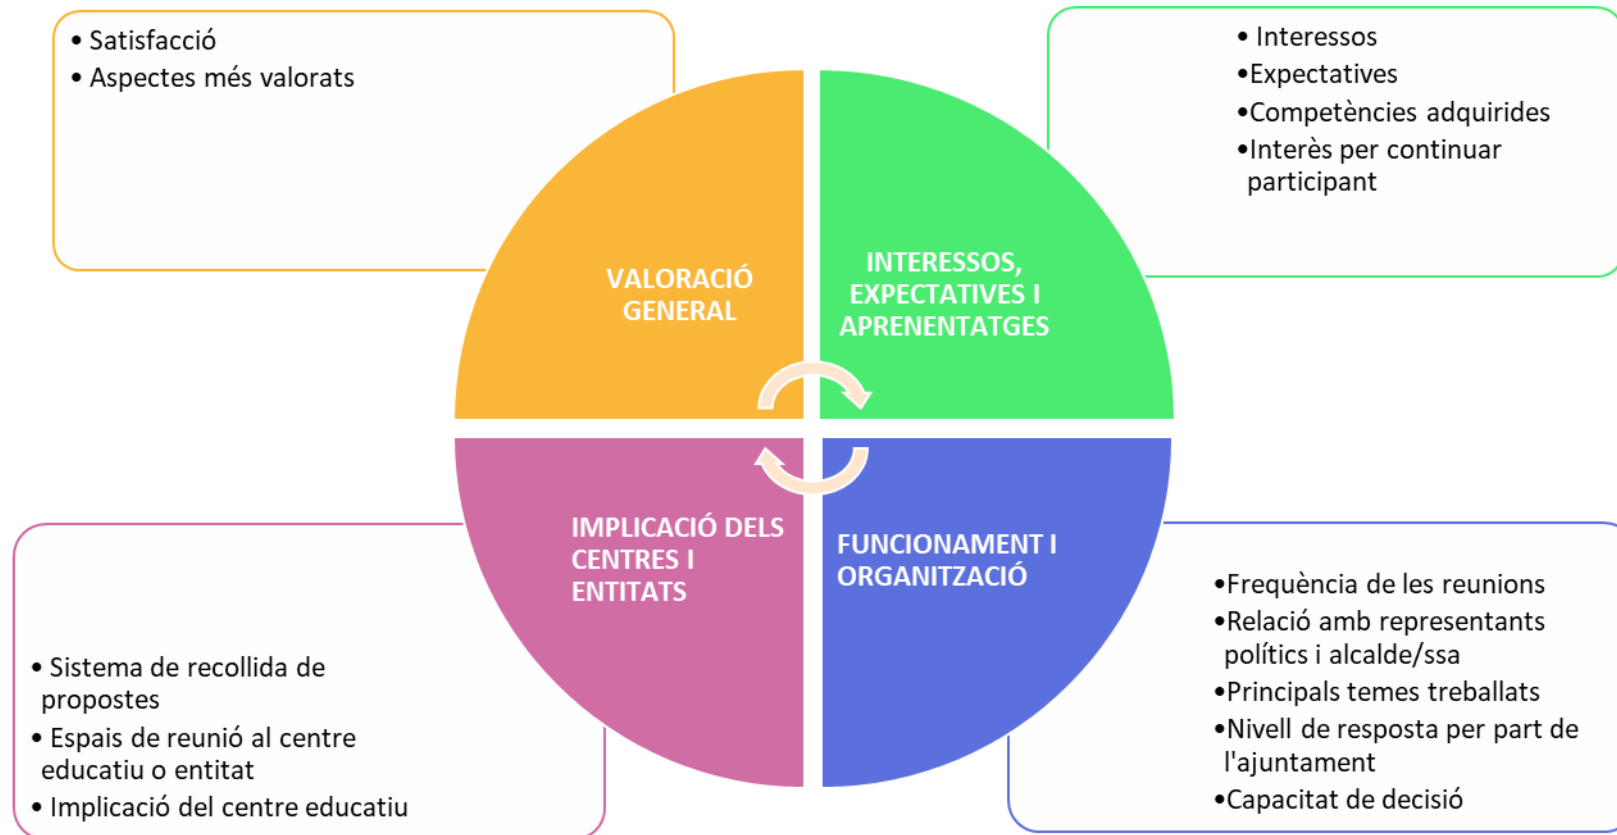 • Satisfacció
• Aspectes més valorats
• Interessos
•Expectatives
•Competències adquirides
•Interès per continuar
participant
VALORACIÓ
GENERAL
INTERESSOS,
EXPECTATIVES I
APRENENTATGES
IMPLICACIÓ DELS
CENTRES I
ENTITATS
FUNCIONAMENT I
ORGANITZACIÓ
• Sistema de recollida de
propostes
• Espais de reunió al centre
educatiu o entitat
• Implicació del centre educatiu
•Frequència de les reunions
•Relació amb representants
polítics i alcalde/ssa
•Principals temes treballats
•Nivell de resposta per part de
l'ajuntament
•Capacitat de decisió